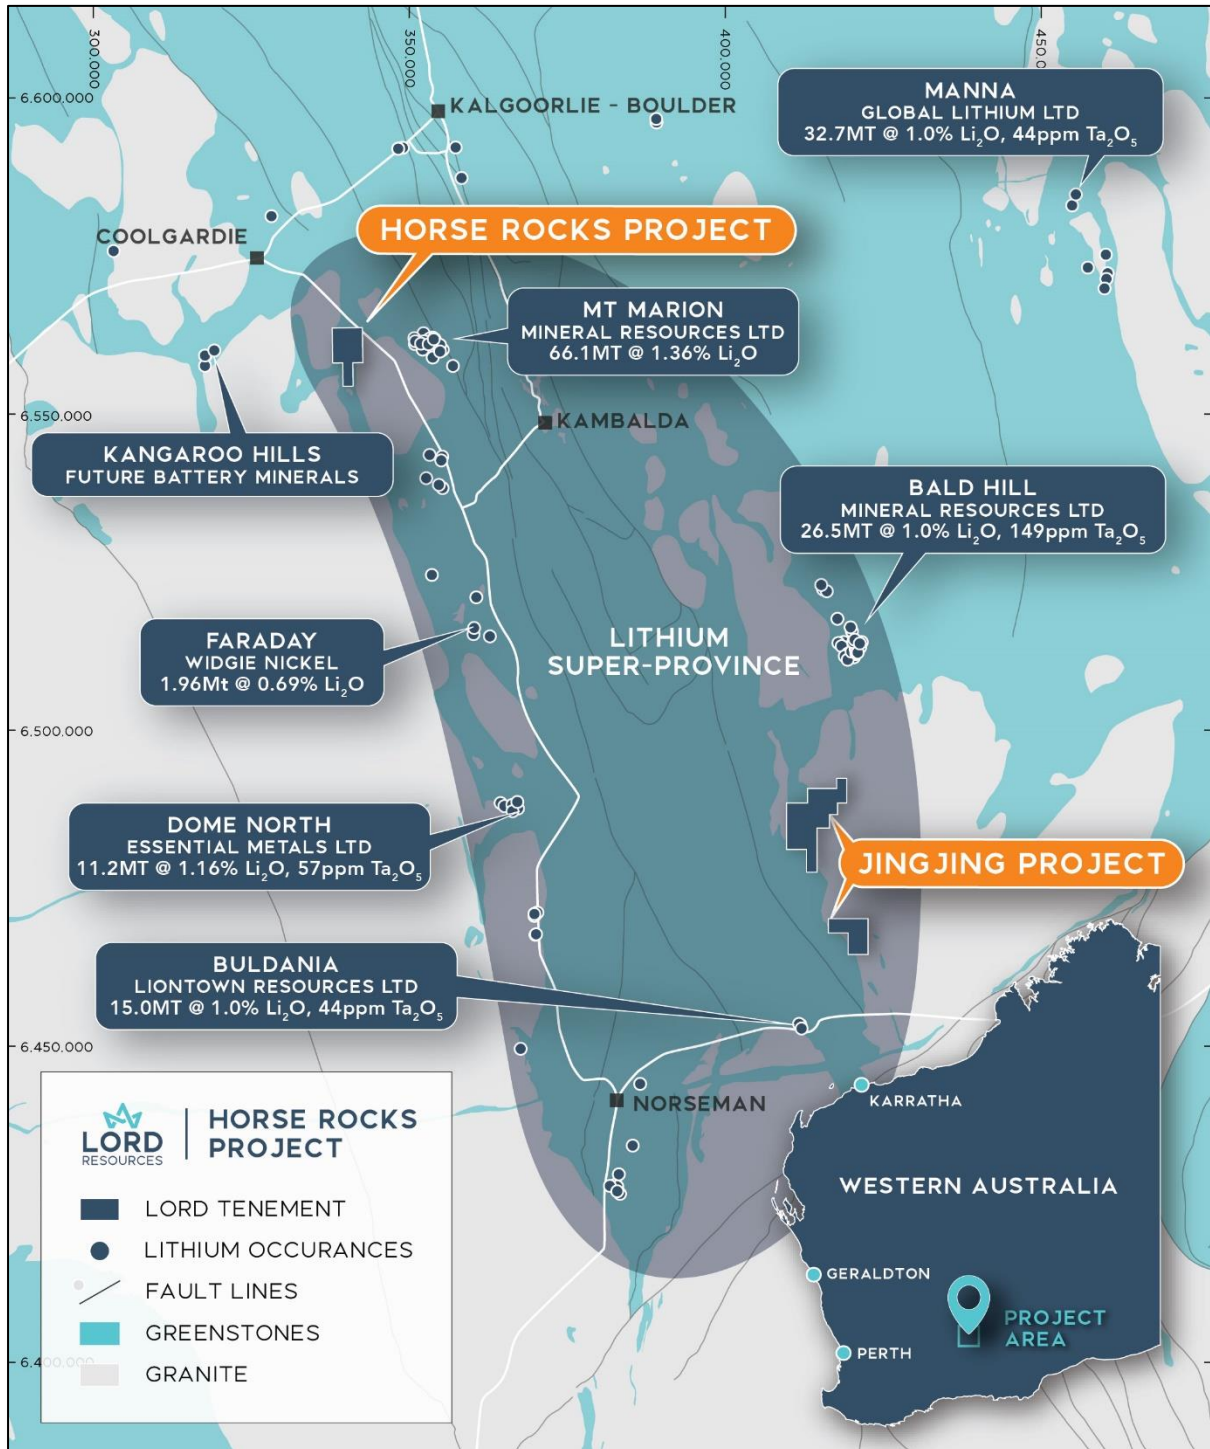 300.000
350.000
400.000
450.0
6.600.000
6.550.000
6.500.000
6.450.000
6.400.000
KALGOORLIE - BOULDER
MANNA
GLOBAL LITHIUM LTD
32.7MT @ 1.0% Li₂O, 44ppm Ta₂O₅
COOLGARDIE
HORSE ROCKS PROJECT
MT MARION
MINERAL RESOURCES LTD
66.1MT @ 1.36% Li₂O
KAMBALDA
KANGAROO HILLS
FUTURE BATTERY MINERALS
BALD HILL
MINERAL RESOURCES LTD
26.5MT @ 1.0% Li₂O, 149ppm Ta₂O₅
FARADAY
WIDGIE NICKEL
1.96Mt @ 0.69% Li₂O
LITHIUM
SUPER-PROVINCE
DOME NORTH
ESSENTIAL METALS LTD
11.2MT @ 1.16% Li₂O, 57ppm Ta₂O₅
JINGJING PROJECT
BULDANIA
LIONTOWN RESOURCES LTD
15.0MT @ 1.0% Li₂O, 44ppm Ta₂O₅
NORSEMAN
LORD
RESOURCES
HORSE ROCKS
PROJECT
LORD TENEMENT
LITHIUM OCCURANCES
FAULT LINES
GREENSTONES
GRANITE
KARRATHA
WESTERN AUSTRALIA
GERALDTON
PROJECT
AREA
PERTH